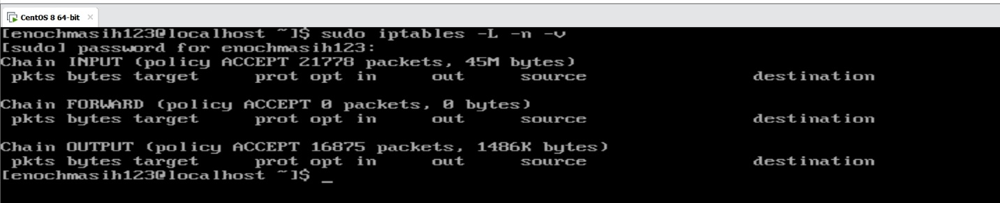 CentOS 8 64-bit
[enochmasih123@localhost ~]$ sudo iptables -L -n -v
[sudo] password for enochmasih123:
Chain INPUT (policy ACCEPT 21778 packets, 45M bytes)
 pkts bytes target     prot opt in     out     source               destination

Chain FORWARD (policy ACCEPT 0 packets, 0 bytes)
 pkts bytes target     prot opt in     out     source               destination

Chain OUTPUT (policy ACCEPT 16875 packets, 1486K bytes)
 pkts bytes target     prot opt in     out     source               destination
[enochmasih123@localhost ~]$ _